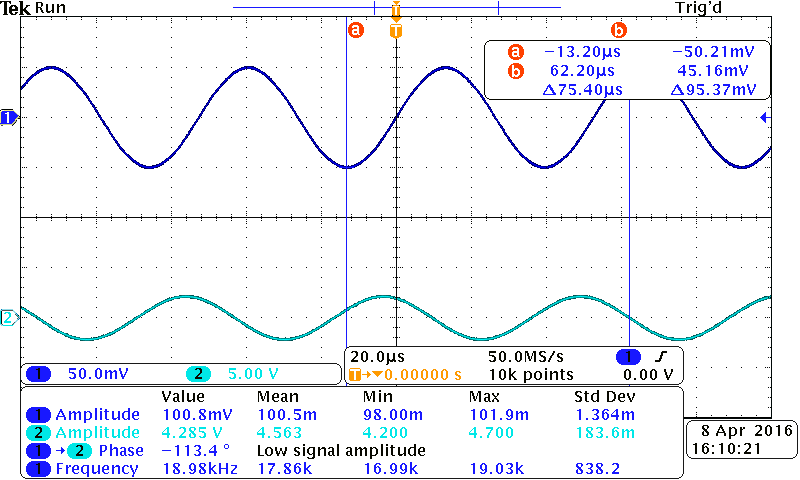 Tek Run Trig'd
T
a T b
a −13.20µs −50.21mV
b 62.20µs 45.16mV
Δ75.40µs Δ95.37mV
1
2
1 50.0mV 2 5.00 V
20.0µs 50.0MS/s 1
T→▼0.00000 s 10k points 0.00 V
Value Mean Min Max Std Dev
1 Amplitude 100.8mV 100.5m 98.00m 101.9m 1.364m
2 Amplitude 4.285 V 4.563 4.200 4.700 183.6m
1 → 2 Phase −113.4 ° Low signal amplitude
1 Frequency 18.98kHz 17.86k 16.99k 19.03k 838.2
8 Apr 2016
16:10:21